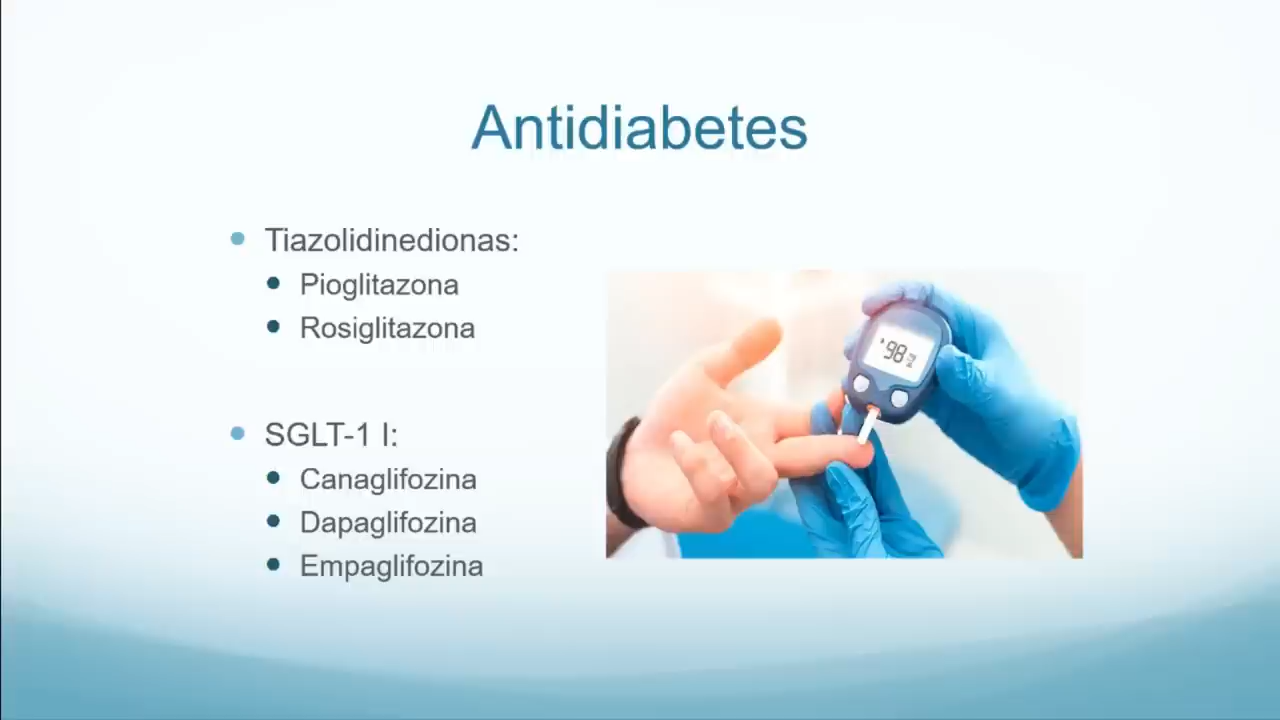 Antidiabetes
Tiazolidinedionas:
Pioglitazona
Rosiglitazona
SGLT-1 I:
Canaglifozina
Dapaglifozina
Empaglifozina
98